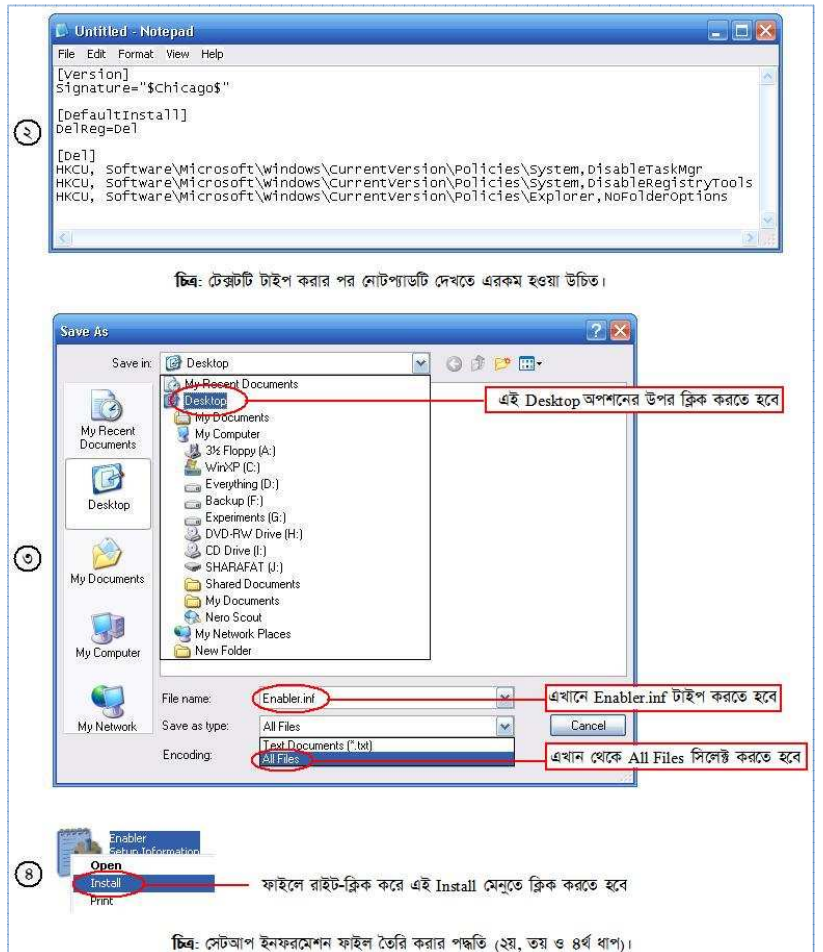 Untitled - Notepad
File Edit Format View Help
[Version]
Signature="$Chicago$"
[DefaultInstall]
DelReg=Del
২
[Del]
HKCU, Software\Microsoft\Windows\CurrentVersion\Policies\System,DisableTaskMgr
HKCU, Software\Microsoft\Windows\CurrentVersion\Policies\System,DisableRegistryTools
HKCU, Software\Microsoft\Windows\CurrentVersion\Policies\Explorer,NoFolderOptions
চিত্র: টেক্সটটি টাইপ করার পর নোটপ্যাডটি দেখতে এরকম হওয়া উচিত।
Save As
Save in: Desktop
My Recent Documents
Desktop
এই Desktop অপশনের উপর ক্লিক করতে হবে
My Documents
My Computer
3½ Floppy (A:)
WinXP (C:)
Everything (D:)
Backup (F:)
Experiments (G:)
DVD-RW Drive (H:)
CD Drive (I:)
SHARAFAT (J:)
Shared Documents
My Documents
Nero Scout
My Network Places
New Folder
My Recent
Documents
Desktop
৩
My Documents
My Computer
My Network
File name: Enabler.inf
এখানে Enabler.inf টাইপ করতে হবে
Save as type: All Files
Cancel
Text Documents (*.txt)
Encoding: All Files
এখান থেকে All Files সিলেক্ট করতে হবে
Enabler
Setup Information
৪
Open
Install
ফাইলে রাইট-ক্লিক করে এই Install মেনুতে ক্লিক করতে হবে
Print
চিত্র: সেটআপ ইনফরমেশন ফাইল তৈরি করার পদ্ধতি (২য়, ৩য় ও ৪র্থ ধাপ)।